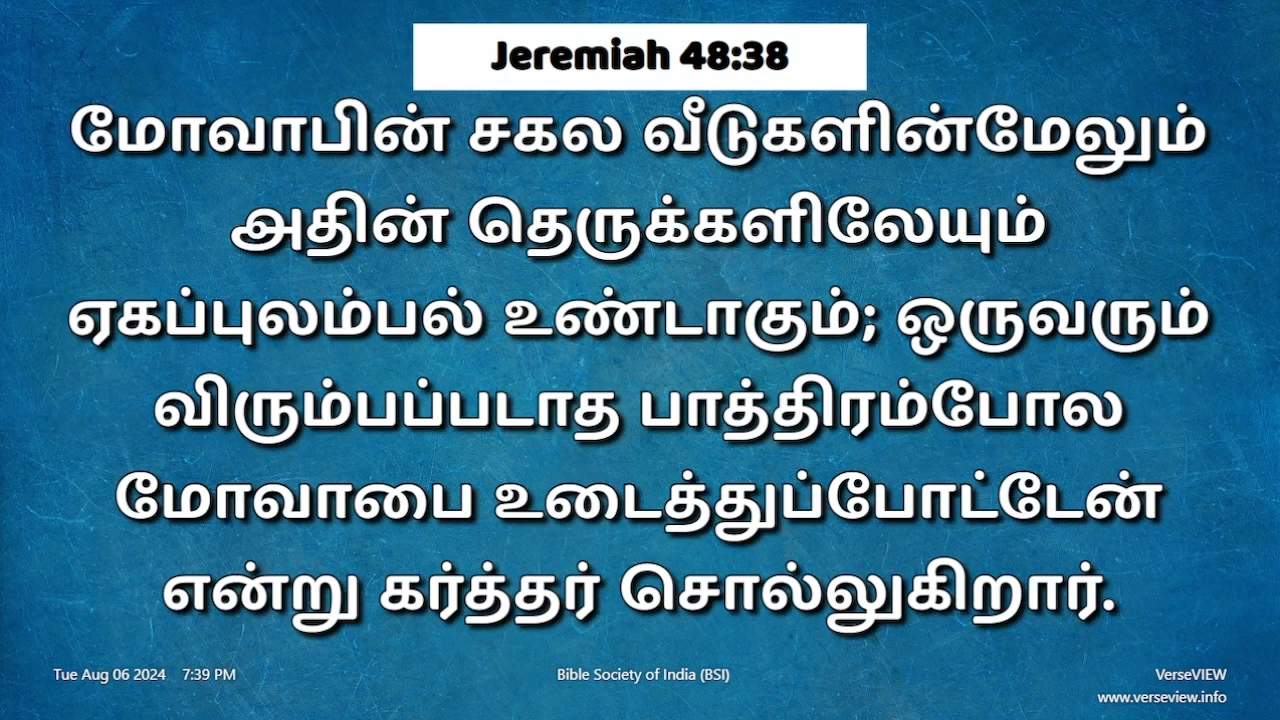 Jeremiah 48:38
மோவாபின் சகல வீடுகளின்மேலும்
அதின் தெருக்களிலேயும்
ஏகப்புலம்பல் உண்டாகும்; ஒருவரும்
விரும்பப்படாத பாத்திரம்போல
மோவாபை உடைத்துப்போட்டேன்
என்று கர்த்தர் சொல்லுகிறார்.
Tue Aug 06 2024 7:39 PM
Bible Society of India (BSI)
VerseVIEW
www.verseview.info